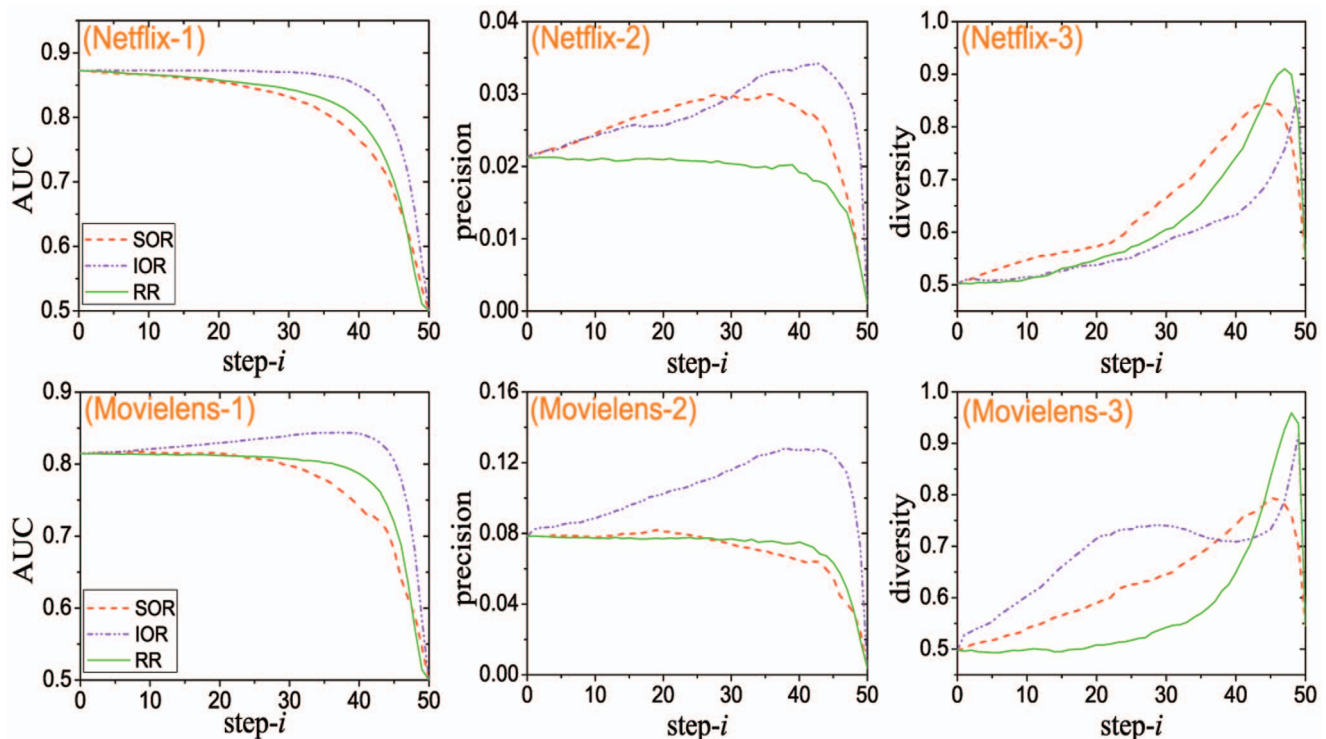 (Netflix-1)
0.9
0.8
0.7
0.6
0.5
AUC
SOR
IOR
RR
0 10 20 30 40 50
step-i
(Netflix-2)
0.04
0.03
0.02
0.01
0.00
precision
0 10 20 30 40 50
step-i
(Netflix-3)
1.0
0.9
0.8
0.7
0.6
0.5
diversity
0 10 20 30 40 50
step-i
(Movielens-1)
0.9
0.8
0.7
0.6
0.5
AUC
SOR
IOR
RR
0 10 20 30 40 50
step-i
(Movielens-2)
0.16
0.12
0.08
0.04
0.00
precision
0 10 20 30 40 50
step-i
(Movielens-3)
1.0
0.9
0.8
0.7
0.6
0.5
diversity
0 10 20 30 40 50
step-i